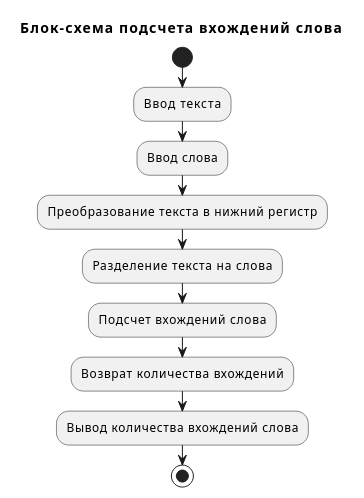 Блок-схема подсчета вхождений слова
Ввод текста
Ввод слова
Преобразование текста в нижний регистр
Разделение текста на слова
Подсчет вхождений слова
Возврат количества вхождений
Вывод количества вхождений слова